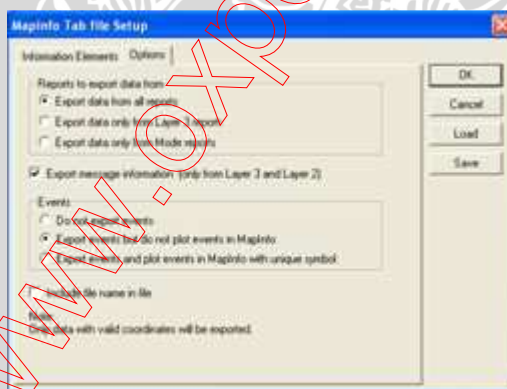 MapInfo Tab file Setup
Information Elements Options
Reports to export data from
Export data from all reports
Export data only from Layer 3 report
Export data only from Mode reports
Export message information (only from Layer 3 and Layer 2)
Events
Do not export events
Export events but do not plot events in MapInfo
Export events and plot events in MapInfo with unique symbol
Include file name in file
Note:
Only data with valid coordinates will be exported.
OK
Cancel
Load
Save